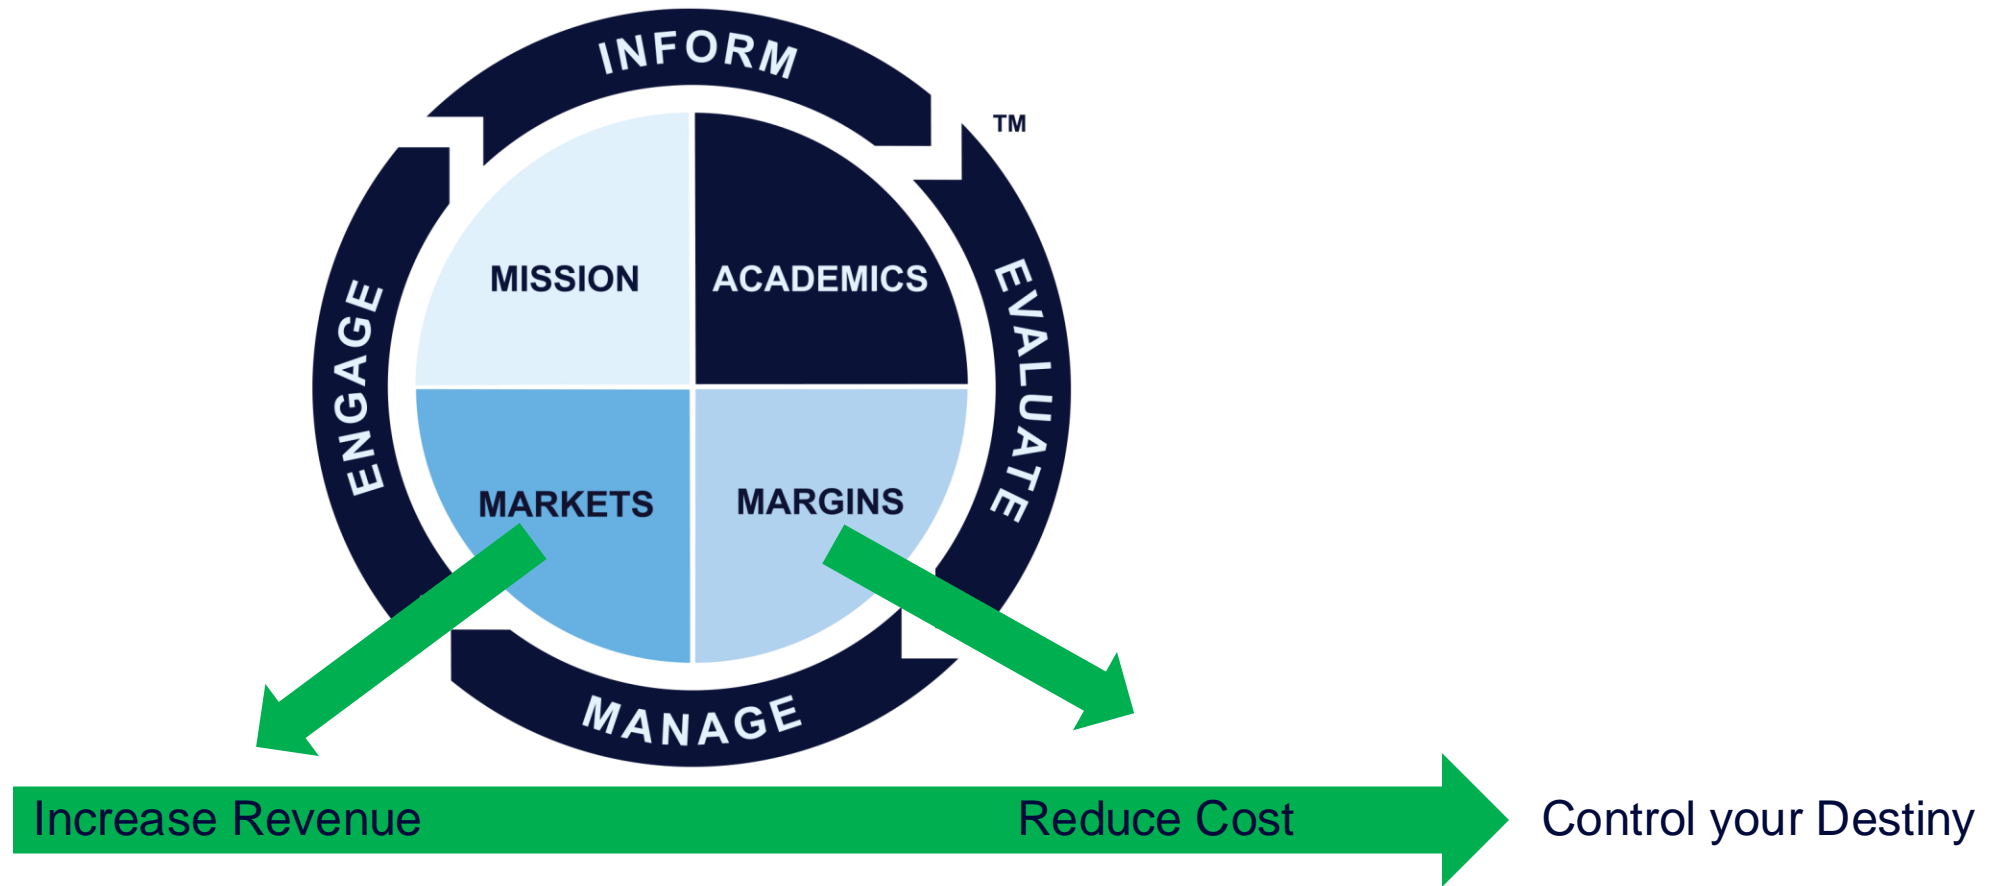 INFORM
TM
MISSION
ACADEMICS
ENGAGE
EVALUATE
MARKETS
MARGINS
MANAGE
Increase Revenue
Reduce Cost
Control your Destiny